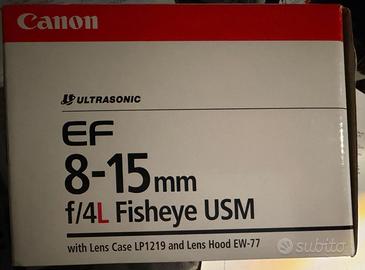 Canon
ULTRASONIC
EF
8-15mm
f/4L Fisheye USM
with Lens Case LP1219 and Lens Hood EW-77
subito